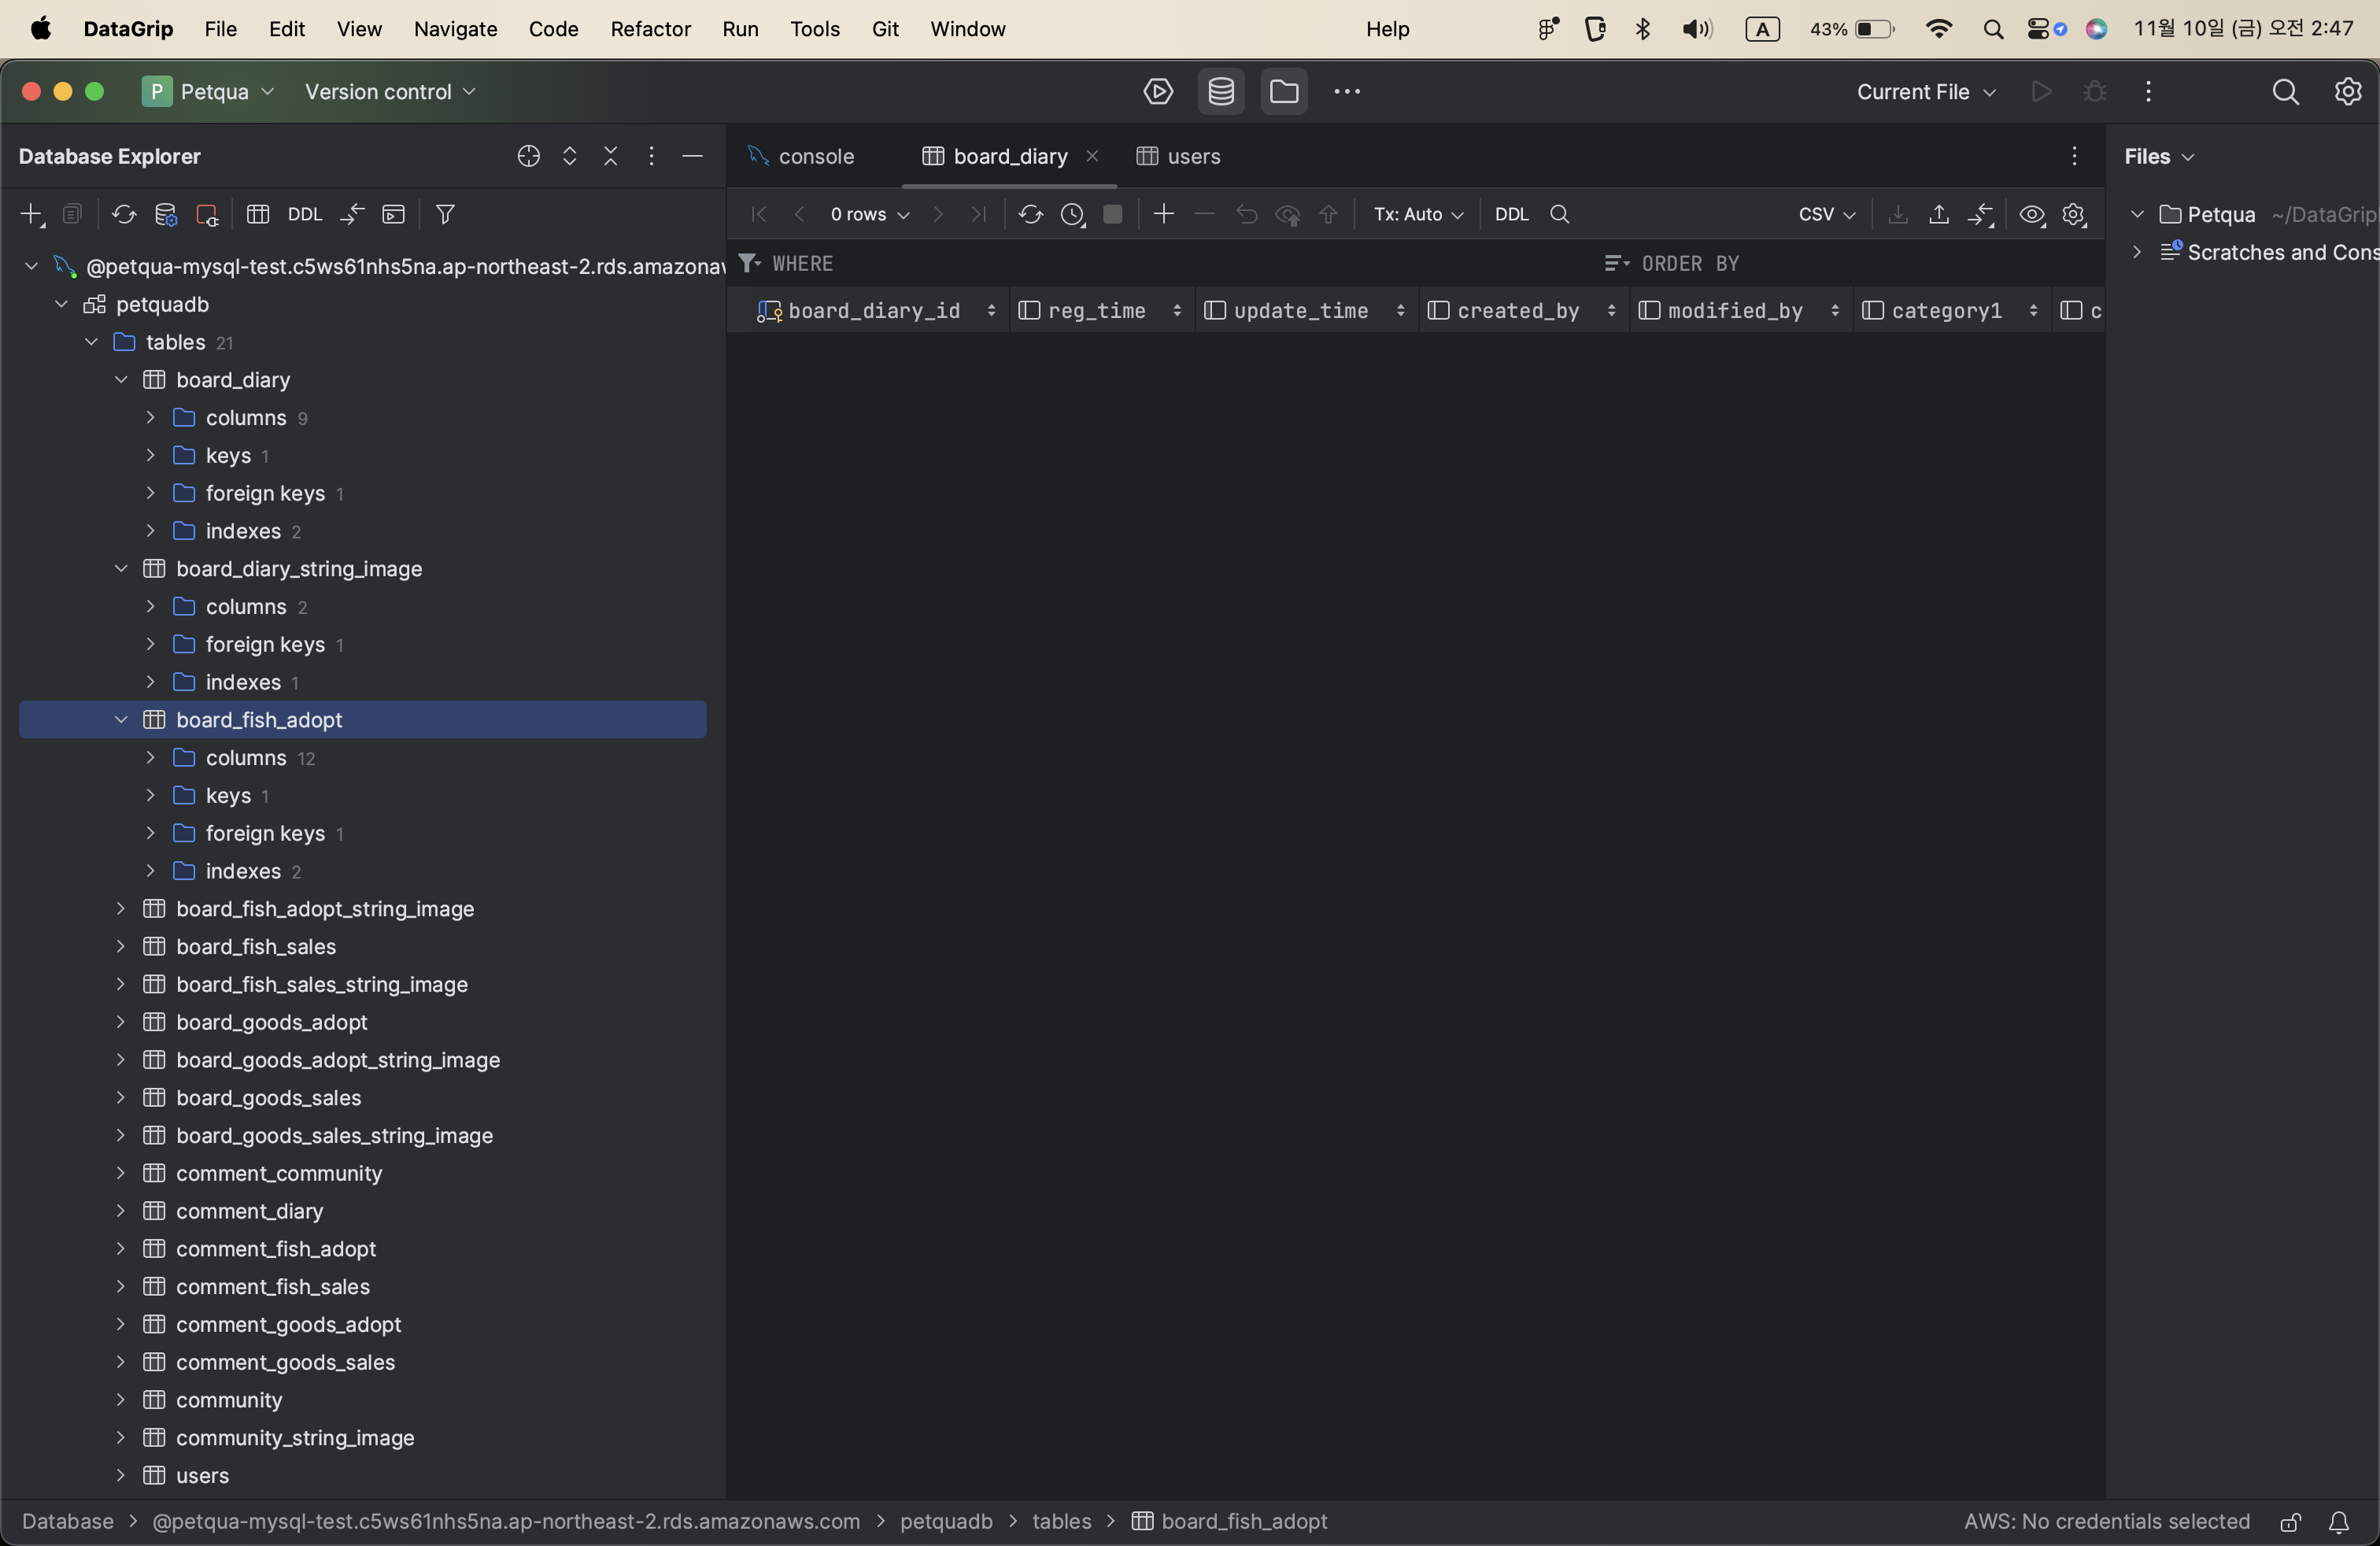 DataGrip File Edit View Navigate Code Refactor Run Tools Git Window Help A 43% 11월 10일 (금) 오전 2:47
P Petqua Version control Current File
Database Explorer
DDL
@petqua-mysql-test.c5ws61nhs5na.ap-northeast-2.rds.amazonaw
petquadb
tables 21
board_diary
columns 9
keys 1
foreign keys 1
indexes 2
board_diary_string_image
columns 2
foreign keys 1
indexes 1
board_fish_adopt
columns 12
keys 1
foreign keys 1
indexes 2
board_fish_adopt_string_image
board_fish_sales
board_fish_sales_string_image
board_goods_adopt
board_goods_adopt_string_image
board_goods_sales
board_goods_sales_string_image
comment_community
comment_diary
comment_fish_adopt
comment_fish_sales
comment_goods_adopt
comment_goods_sales
community
community_string_image
users
console board_diary users
0 rows Tx: Auto DDL CSV
WHERE ORDER BY
board_diary_id reg_time update_time created_by modified_by category1 c
Files
Petqua ~/DataGrip
Scratches and Cons
Database > @petqua-mysql-test.c5ws61nhs5na.ap-northeast-2.rds.amazonaws.com > petquadb > tables > board_fish_adopt AWS: No credentials selected